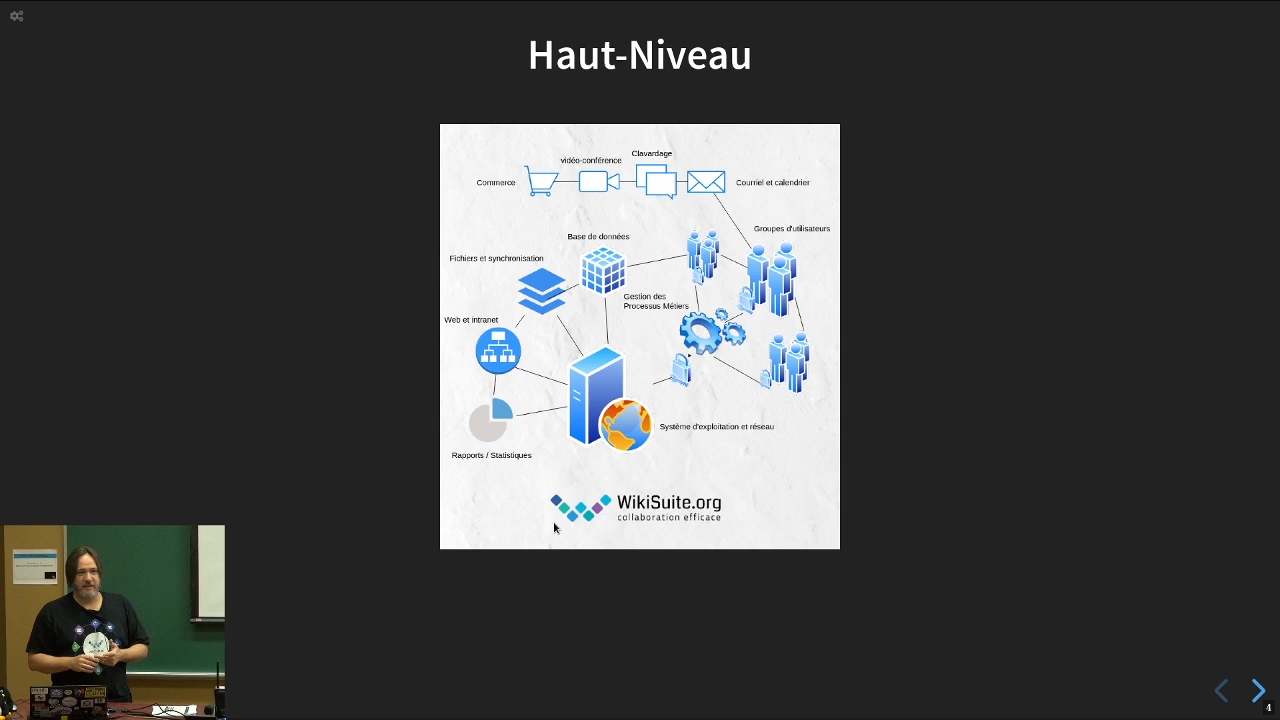 Haut-Niveau
Clavardage
vidéo-conférence
Commerce
Courriel et calendrier
Groupes d'utilisateurs
Base de données
Fichiers et synchronisation
Gestion des
Processus Métiers
Web et intranet
Système d'exploitation et réseau
Rapports / Statistiques
WikiSuite.org
collaboration efficace
4